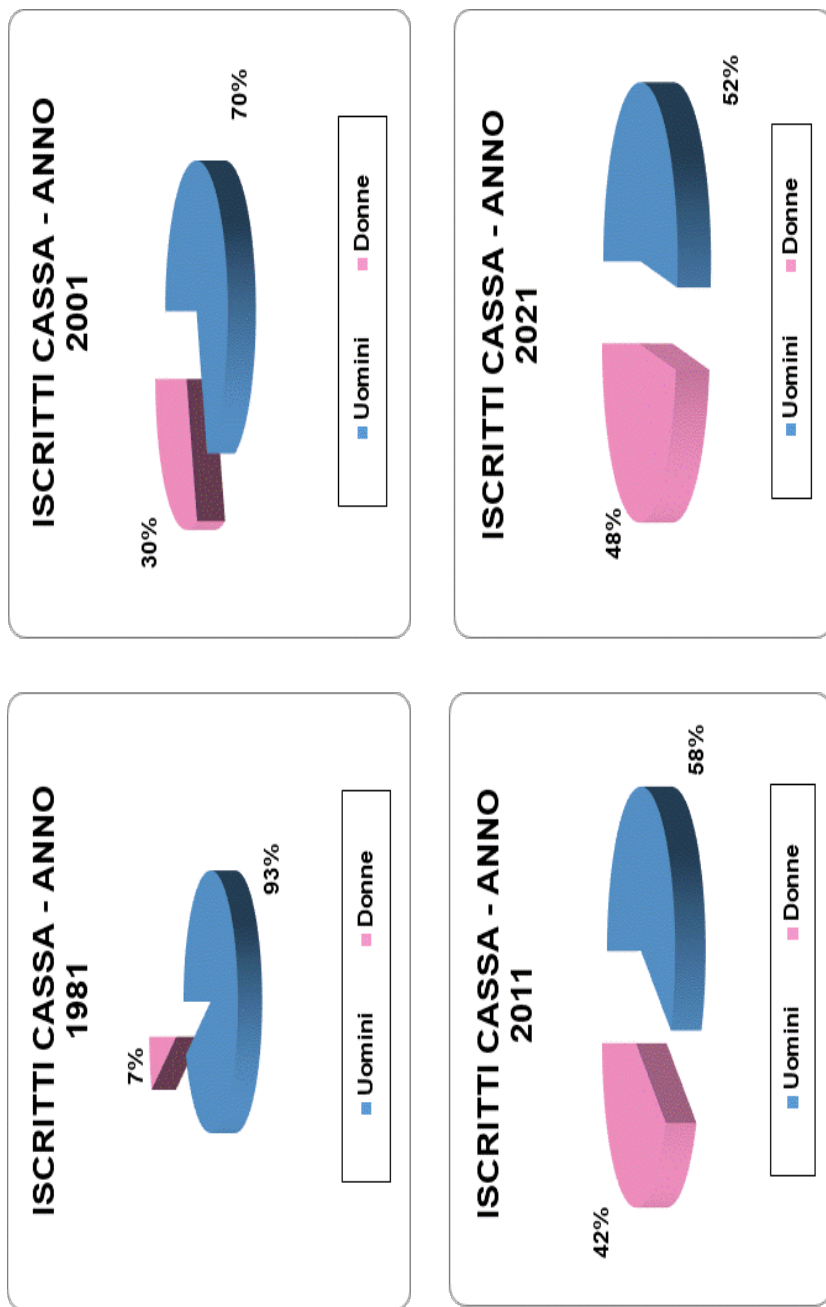 ISCRITTI CASSA - ANNO
1981
7%
93%
Uomini Donne
ISCRITTI CASSA - ANNO
2001
30%
70%
Uomini Donne
ISCRITTI CASSA - ANNO
2011
42%
58%
Uomini Donne
ISCRITTI CASSA - ANNO
2021
48%
52%
Uomini Donne